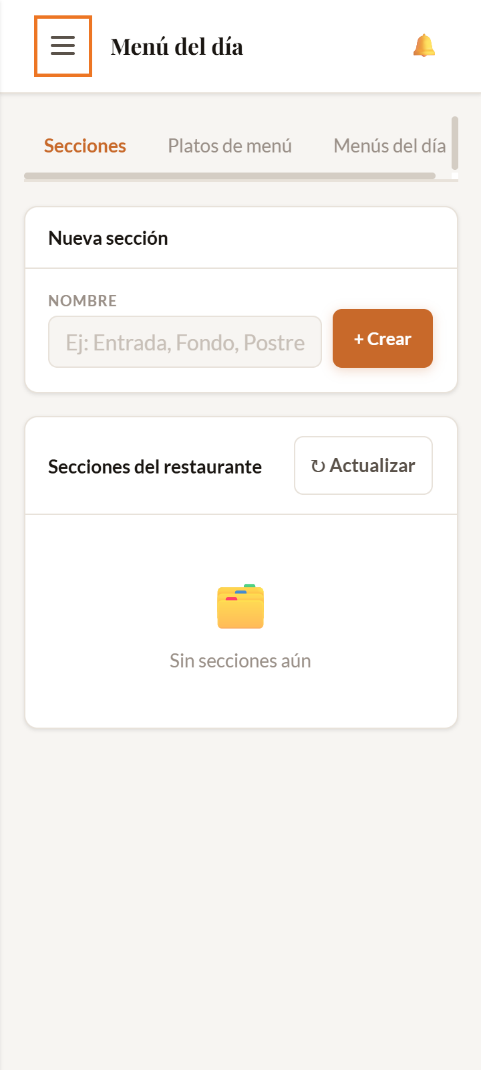 Menú del día
Secciones Platos de menú Menús del día
Nueva sección
NOMBRE
Ej: Entrada, Fondo, Postre
+ Crear
Secciones del restaurante
↻ Actualizar
Sin secciones aún